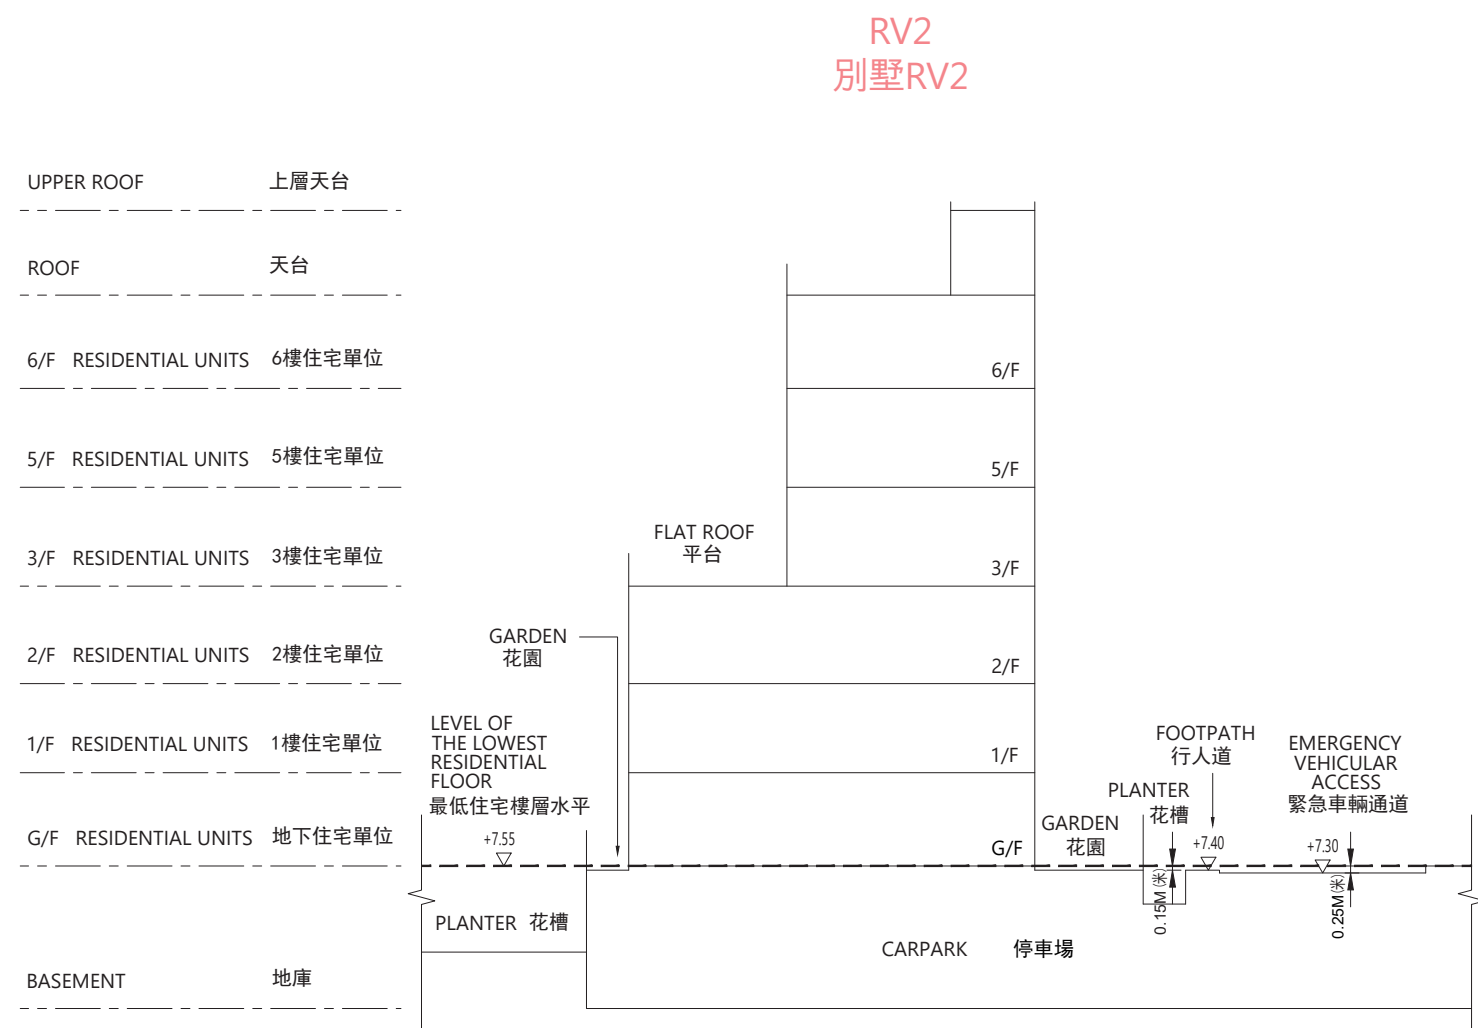 RV2
別墅RV2
UPPER ROOF 上層天台
ROOF 天台
6/F RESIDENTIAL UNITS 6樓住宅單位
6/F
5/F RESIDENTIAL UNITS 5樓住宅單位
5/F
FLAT ROOF
平台
3/F RESIDENTIAL UNITS 3樓住宅單位
3/F
GARDEN
花園
2/F RESIDENTIAL UNITS 2樓住宅單位
2/F
LEVEL OF
THE LOWEST
RESIDENTIAL
FLOOR
最低住宅樓層水平
+7.55
1/F RESIDENTIAL UNITS 1樓住宅單位
1/F
FOOTPATH
行人道
EMERGENCY
VEHICULAR
ACCESS
緊急車輛通道
PLANTER
花槽
GARDEN
花園
+7.40
+7.30
G/F RESIDENTIAL UNITS 地下住宅單位
G/F
0.15M(米)
0.25M(米)
PLANTER 花槽
CARPARK 停車場
BASEMENT 地庫